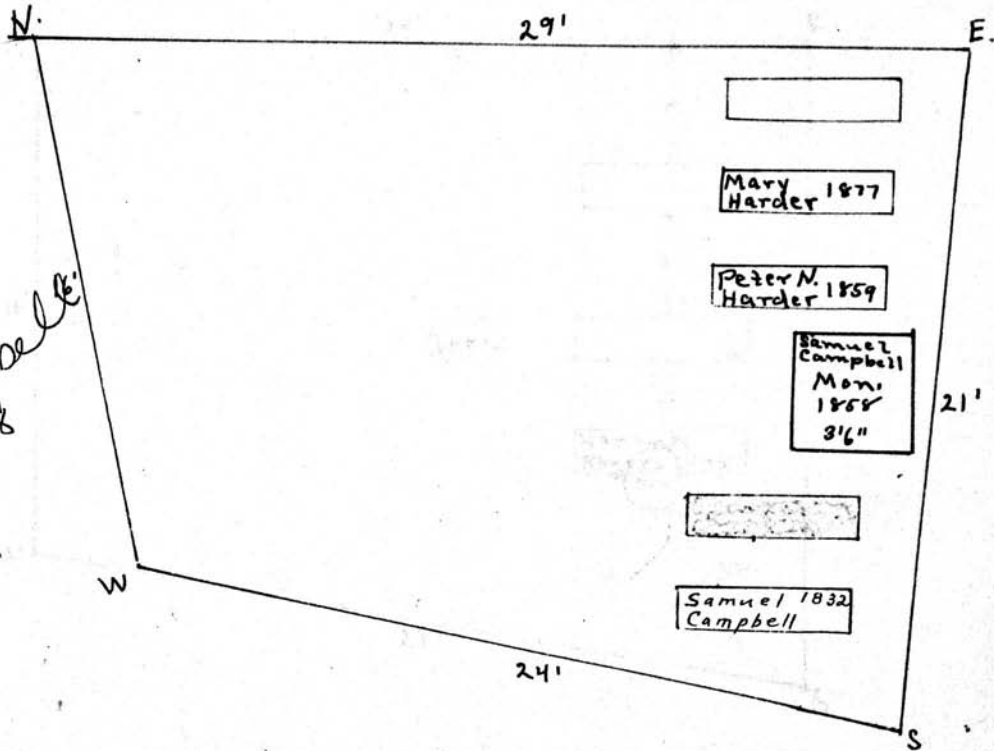 N.
29'
E.
Mary 1877
Harder
Peter N. 1859
Harder
Samuel
Campbell
Mon.
1858
3'6"
21'
Samuel 1832
Campbell
W
24'
S